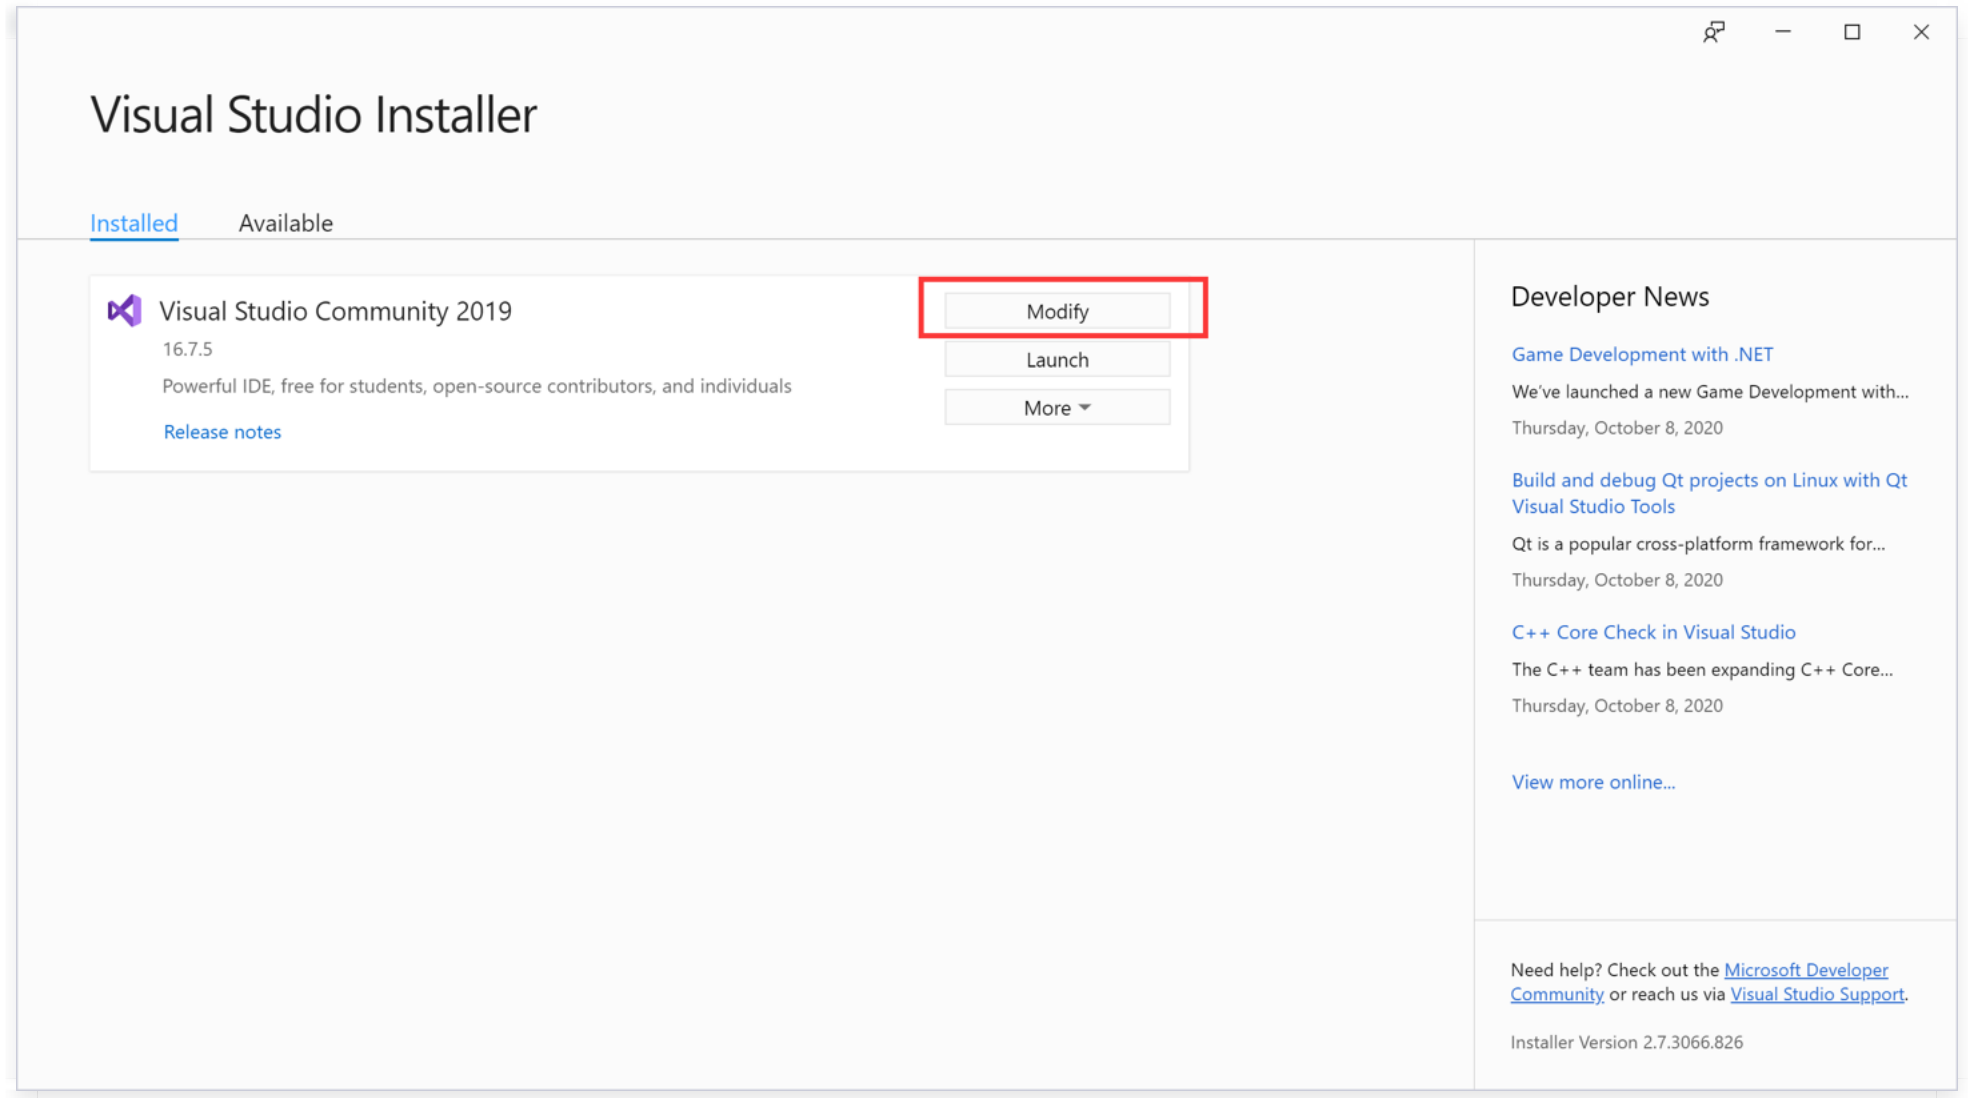 Visual Studio Installer
Installed
Available
Visual Studio Community 2019
16.7.5
Powerful IDE, free for students, open-source contributors, and individuals
Release notes
Modify
Launch
More
Developer News
Game Development with .NET
We've launched a new Game Development with...
Thursday, October 8, 2020
Build and debug Qt projects on Linux with Qt
Visual Studio Tools
Qt is a popular cross-platform framework for...
Thursday, October 8, 2020
C++ Core Check in Visual Studio
The C++ team has been expanding C++ Core...
Thursday, October 8, 2020
View more online...
Need help? Check out the Microsoft Developer
Community or reach us via Visual Studio Support.
Installer Version 2.7.3066.826